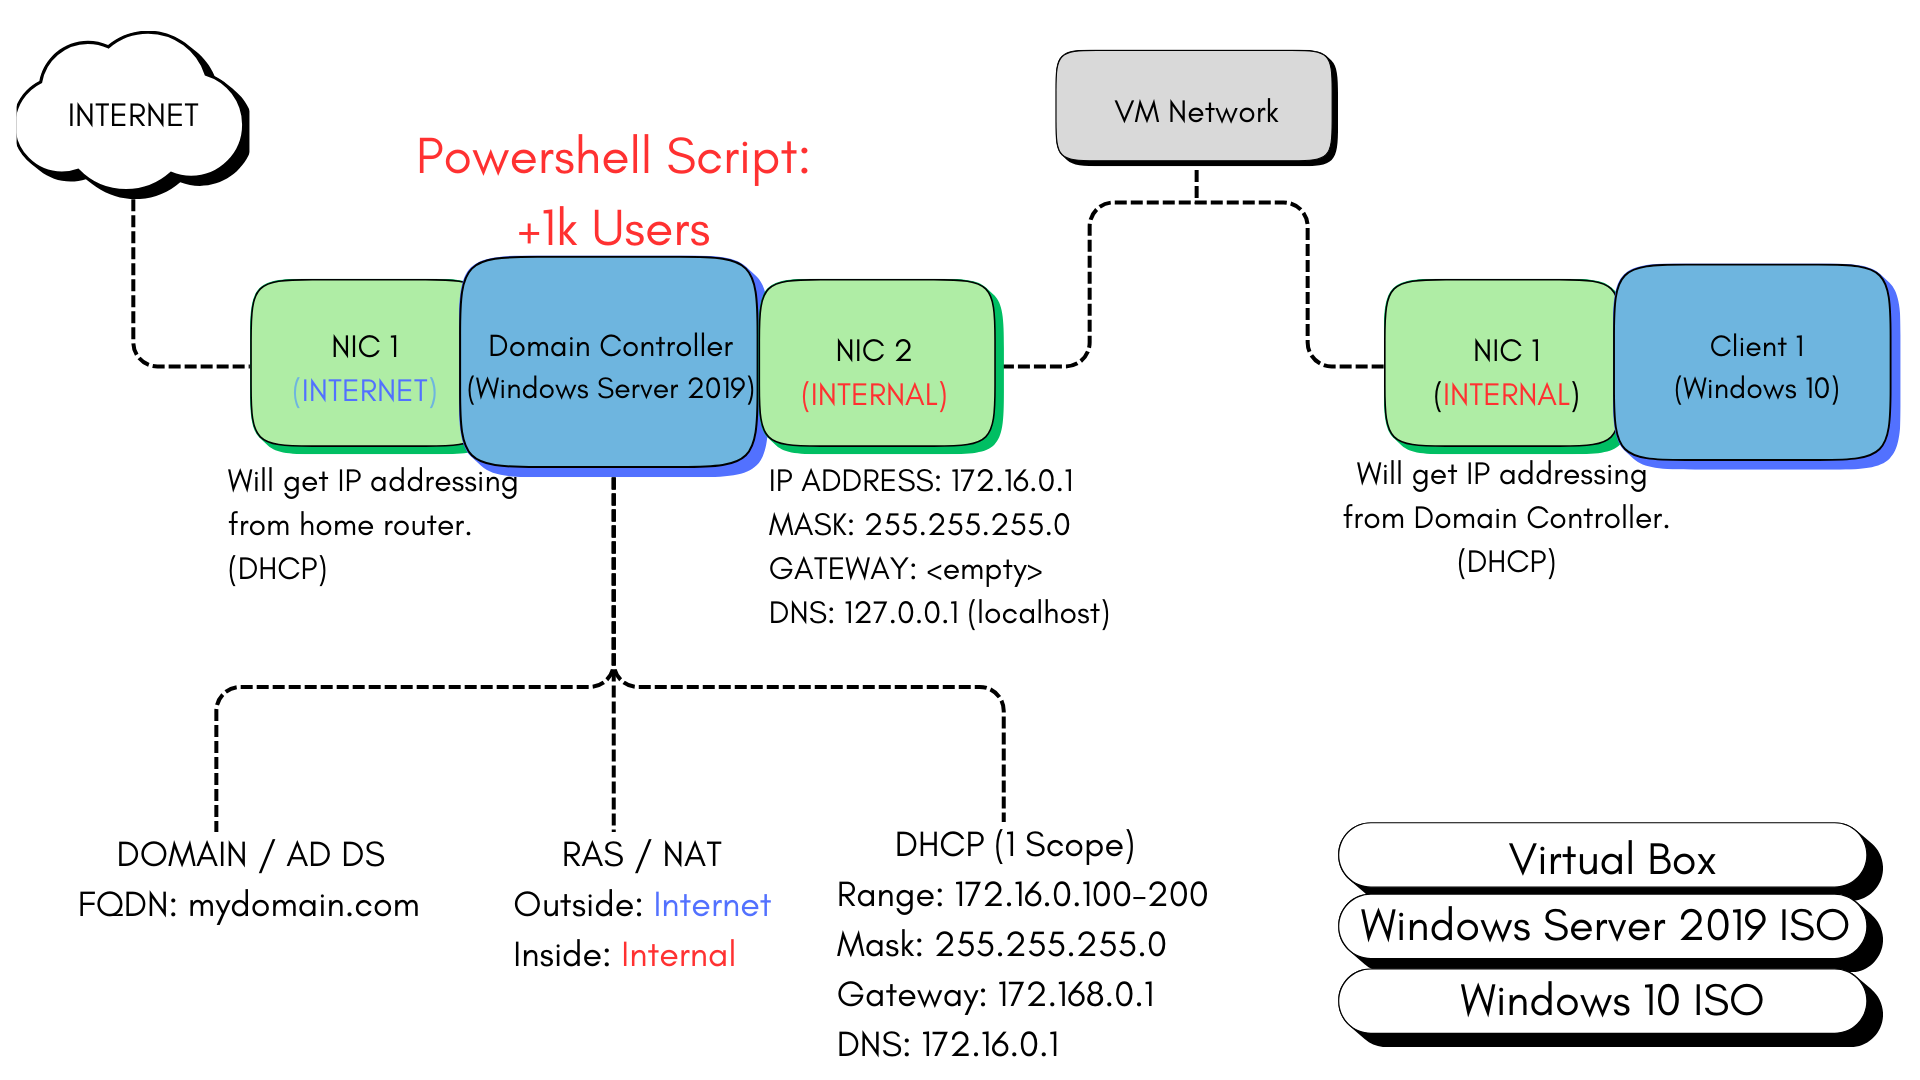 INTERNET
VM Network
Powershell Script:
+1k Users
NIC 1
(INTERNET)
Domain Controller
(Windows Server 2019)
NIC 2
(INTERNAL)
NIC 1
(INTERNAL)
Client 1
(Windows 10)
Will get IP addressing
from home router.
(DHCP)
IP ADDRESS: 172.16.0.1
MASK: 255.255.255.0
GATEWAY: <empty>
DNS: 127.0.0.1 (localhost)
Will get IP addressing
from Domain Controller.
(DHCP)
DOMAIN / AD DS
FQDN: mydomain.com
RAS / NAT
Outside: Internet
Inside: Internal
DHCP (1 Scope)
Range: 172.16.0.100-200
Mask: 255.255.255.0
Gateway: 172.168.0.1
DNS: 172.16.0.1
Virtual Box
Windows Server 2019 ISO
Windows 10 ISO